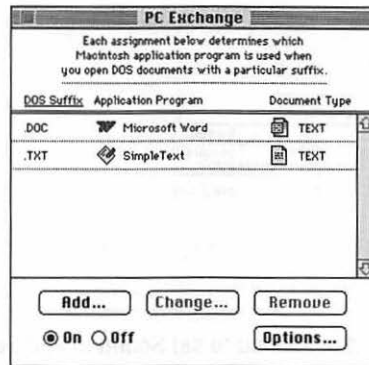 PC Exchange
Each assignment below determines which
Macintosh application program is used when
you open DOS documents with a particular suffix.
DOS Suffix Application Program Document Type
.DOC Microsoft Word TEXT
.TXT SimpleText TEXT
Add... Change... Remove
On Off Options...